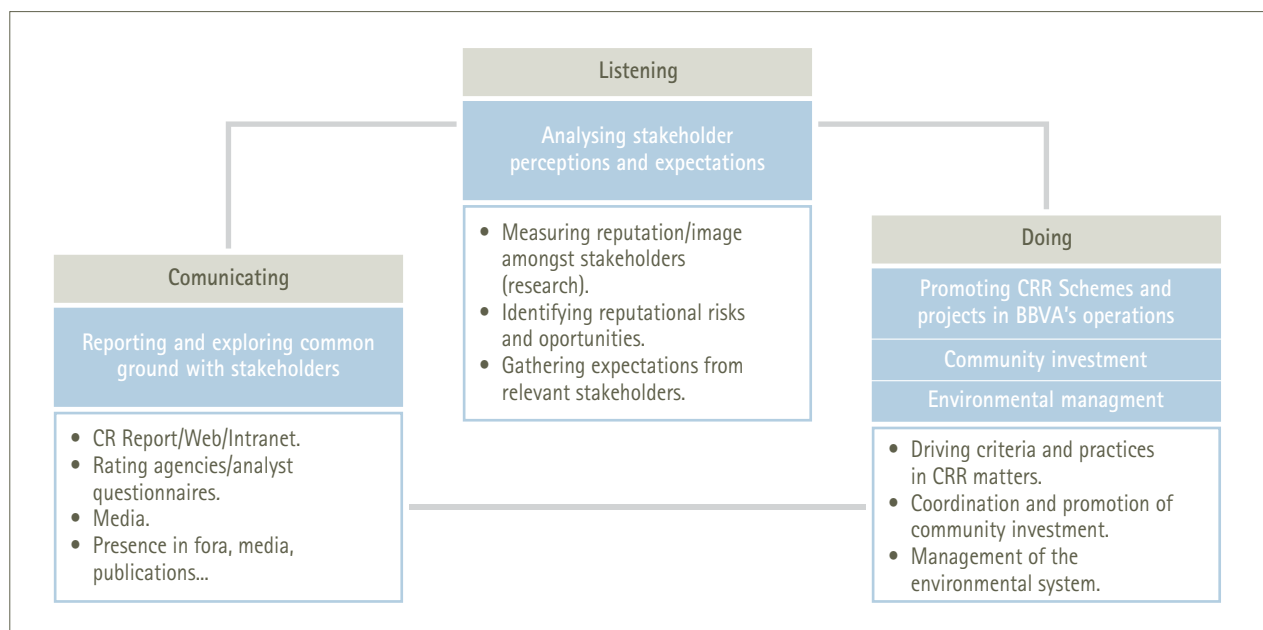 Listening
Analysing stakeholder
perceptions and expectations
• Measuring reputation/image
amongst stakeholders
(research).
• Identifying reputational risks
and oportunities.
• Gathering expectations from
relevant stakeholders.
Comunicating
Reporting and exploring common
ground with stakeholders
• CR Report/Web/Intranet.
• Rating agencies/analyst
questionnaires.
• Media.
• Presence in fora, media,
publications...
Doing
Promoting CRR Schemes and
projects in BBVA's operations
Community investment
Environmental managment
• Driving criteria and practices
in CRR matters.
• Coordination and promotion of
community investment.
• Management of the
environmental system.